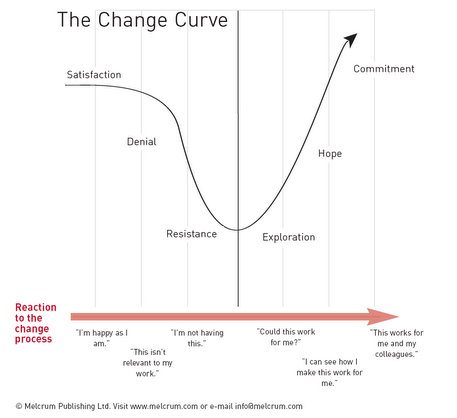 The Change Curve
Satisfaction
Commitment
Denial
Hope
Resistance
Exploration
Reaction
to the
change
process
"I'm happy as I
am."
"This isn't
relevant to my
work."
"I'm not having
this."
"Could this work
for me?"
"I can see how I
make this work for
me."
"This works for
me and my
colleagues."
© Melcrum Publishing Ltd. Visit www.melcrum.com or e-mail info@melcrum.com